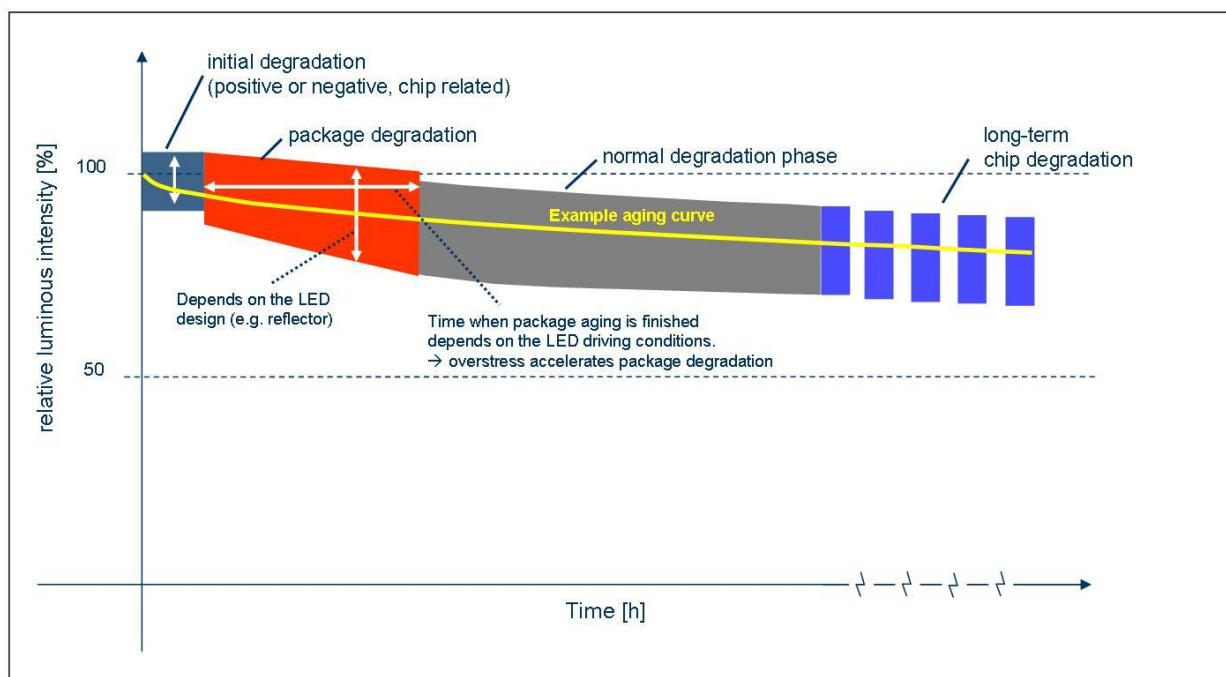 initial degradation
(positive or negative, chip related)
package degradation
normal degradation phase
long-term
chip degradation
100
50
relative luminous intensity [%]
Example aging curve
Depends on the LED
design (e.g. reflector)
Time when package aging is finished
depends on the LED driving conditions.
→ overstress accelerates package degradation
Time [h]